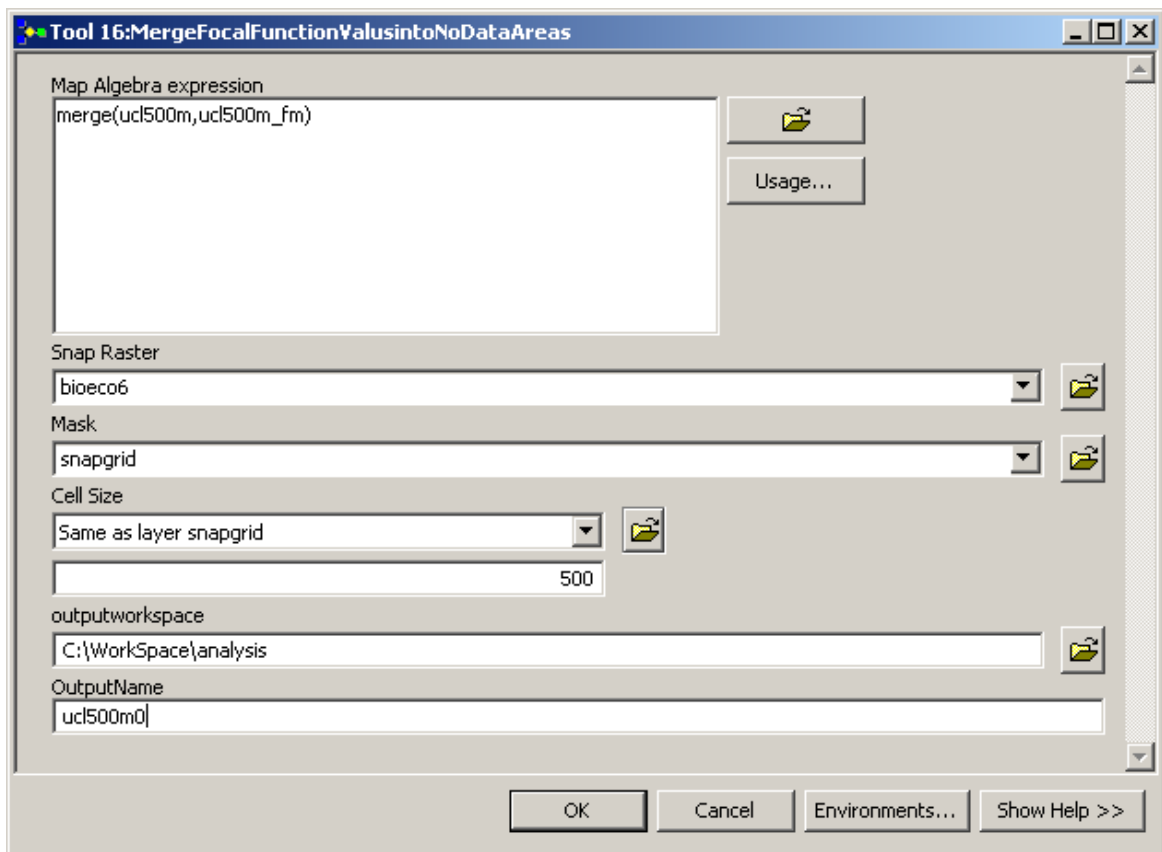 Tool 16:MergeFocalFunctionValusintoNoDataAreas
Map Algebra expression
merge(ucl500m,ucl500m_fm)
Usage...
Snap Raster
bioeco6
Mask
snapgrid
Cell Size
Same as layer snapgrid
500
outputworkspace
C:\WorkSpace\analysis
OutputName
ucl500m0
OK
Cancel
Environments...
Show Help >>